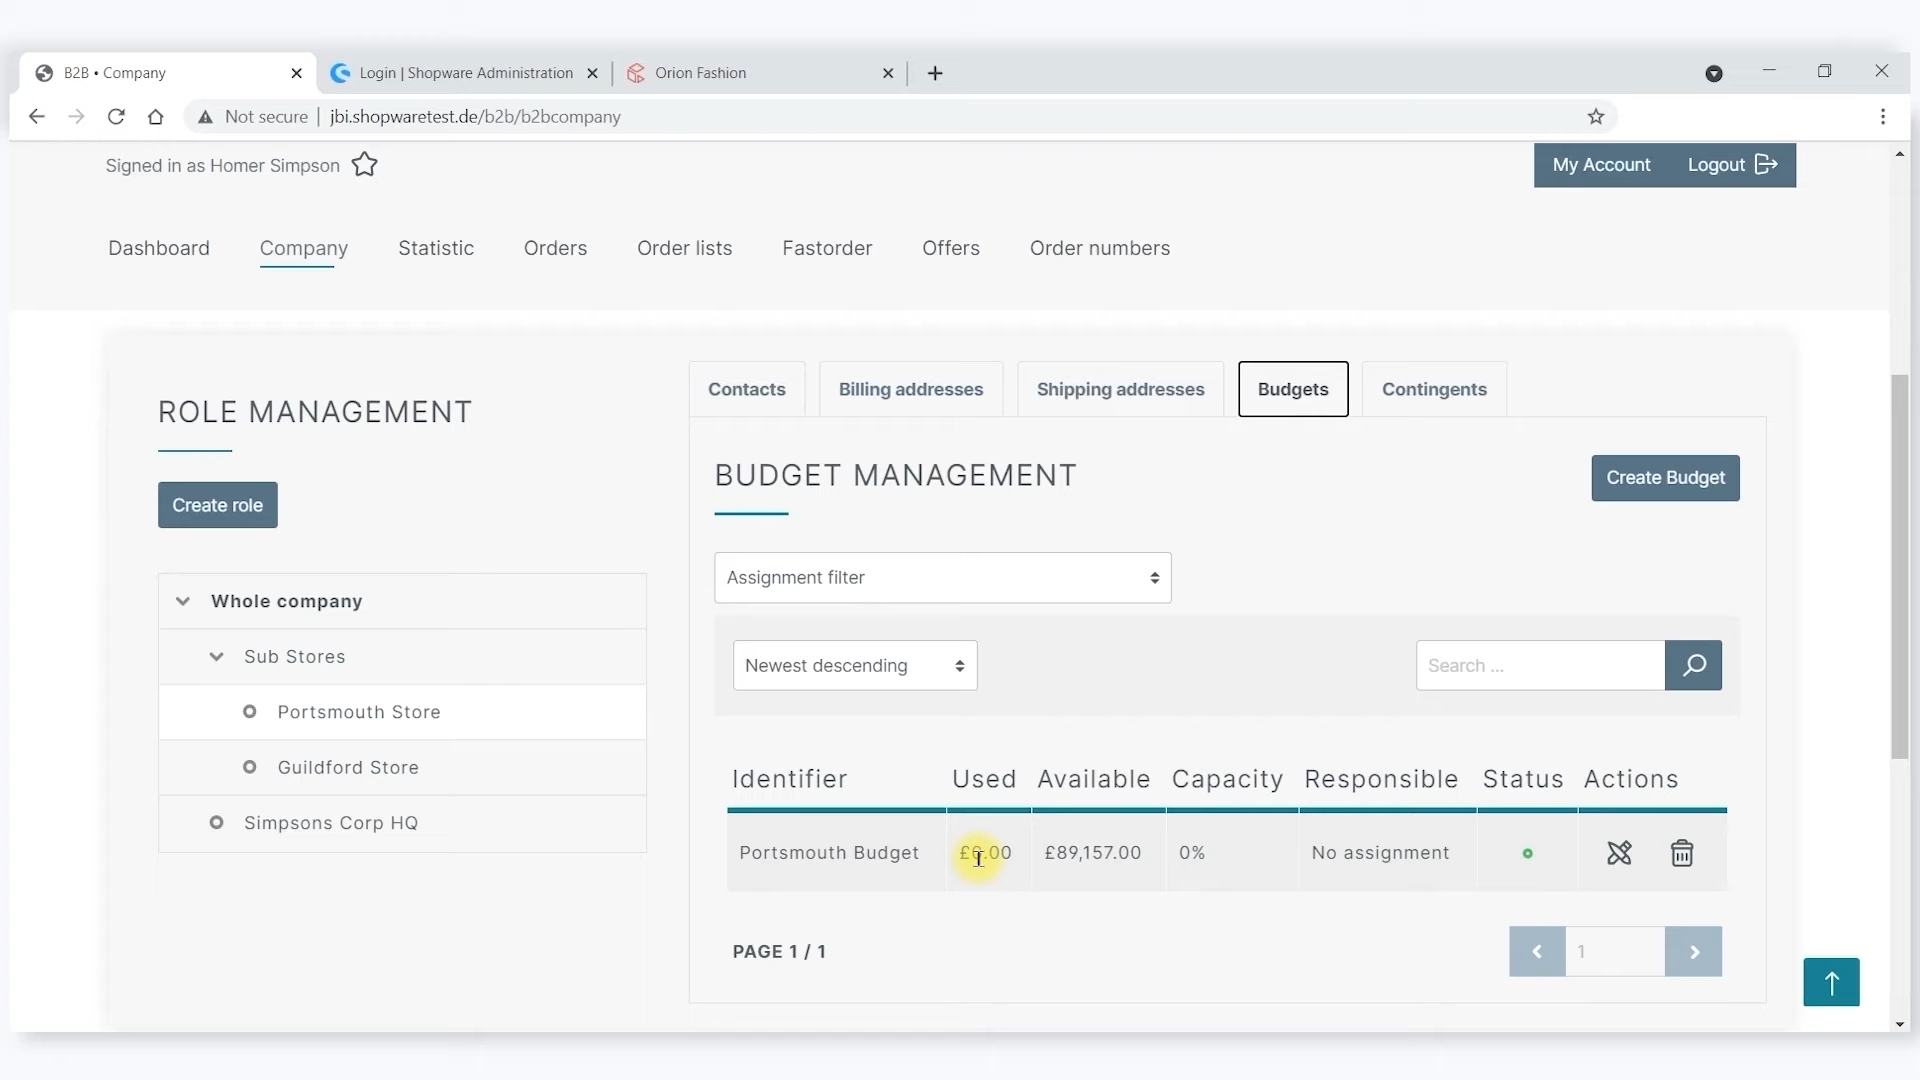 B2B • Company
Login | Shopware Administration
Orion Fashion
Not secure | jbi.shopwaretest.de/b2b/b2bcompany
Signed in as Homer Simpson
My Account
Logout
Dashboard
Company
Statistic
Orders
Order lists
Fastorder
Offers
Order numbers
ROLE MANAGEMENT
Create role
Whole company
Sub Stores
Portsmouth Store
Guildford Store
Simpsons Corp HQ
Contacts
Billing addresses
Shipping addresses
Budgets
Contingents
BUDGET MANAGEMENT
Create Budget
Assignment filter
Newest descending
Search ...
Identifier Used Available Capacity Responsible Status Actions
Portsmouth Budget £0.00 £89,157.00 0% No assignment
PAGE 1 / 1
1